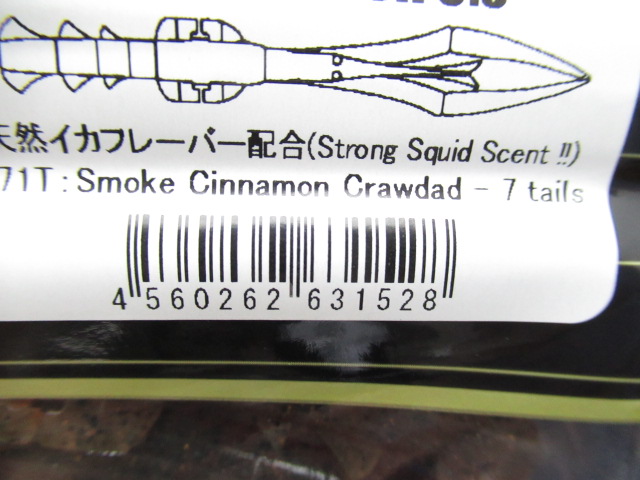 天然イカフレーバー配合(Strong Squid Scent !!)
71T : Smoke Cinnamon Crawdad - 7 tails
4 560262 631528